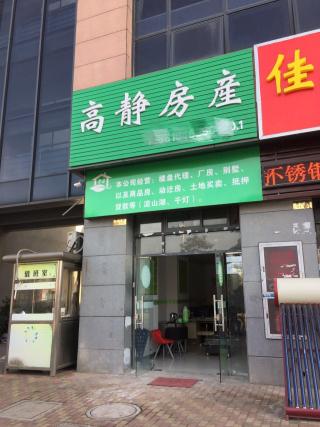 高静房産
佳
本公司经营：楼盘代理、厂房、别墅、
以及商品房、动迁房、土地买卖、抵押
贷款等（淀山湖、千灯）。
不锈钢